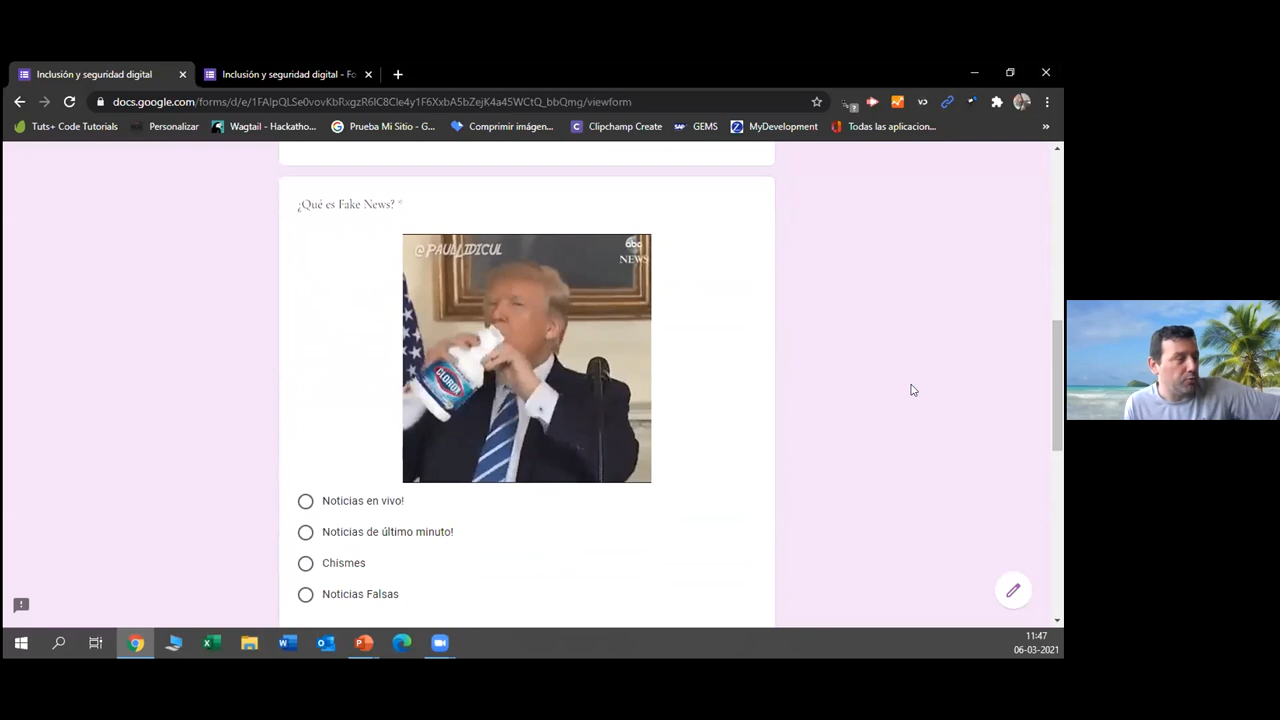 Inclusión y seguridad digital
Inclusión y seguridad digital - Fo
docs.google.com/forms/d/e/1FAIpQLSe0vovKbRxgzR6IC8Cle4y1F6XxbA5bZejK4a45WCtQ_bbQmg/viewform
Tuts+ Code Tutorials
Personalizar
Wagtail - Hackatho...
Prueba Mi Sitio - G...
Comprimir imágen...
Clipchamp Create
GEMS
MyDevelopment
Todas las aplicacion...
¿Qué es Fake News? *
@PAULLIDICUL
abc
NEWS
CLOROX
Noticias en vivo!
Noticias de último minuto!
Chismes
Noticias Falsas
11:47
06-03-2021